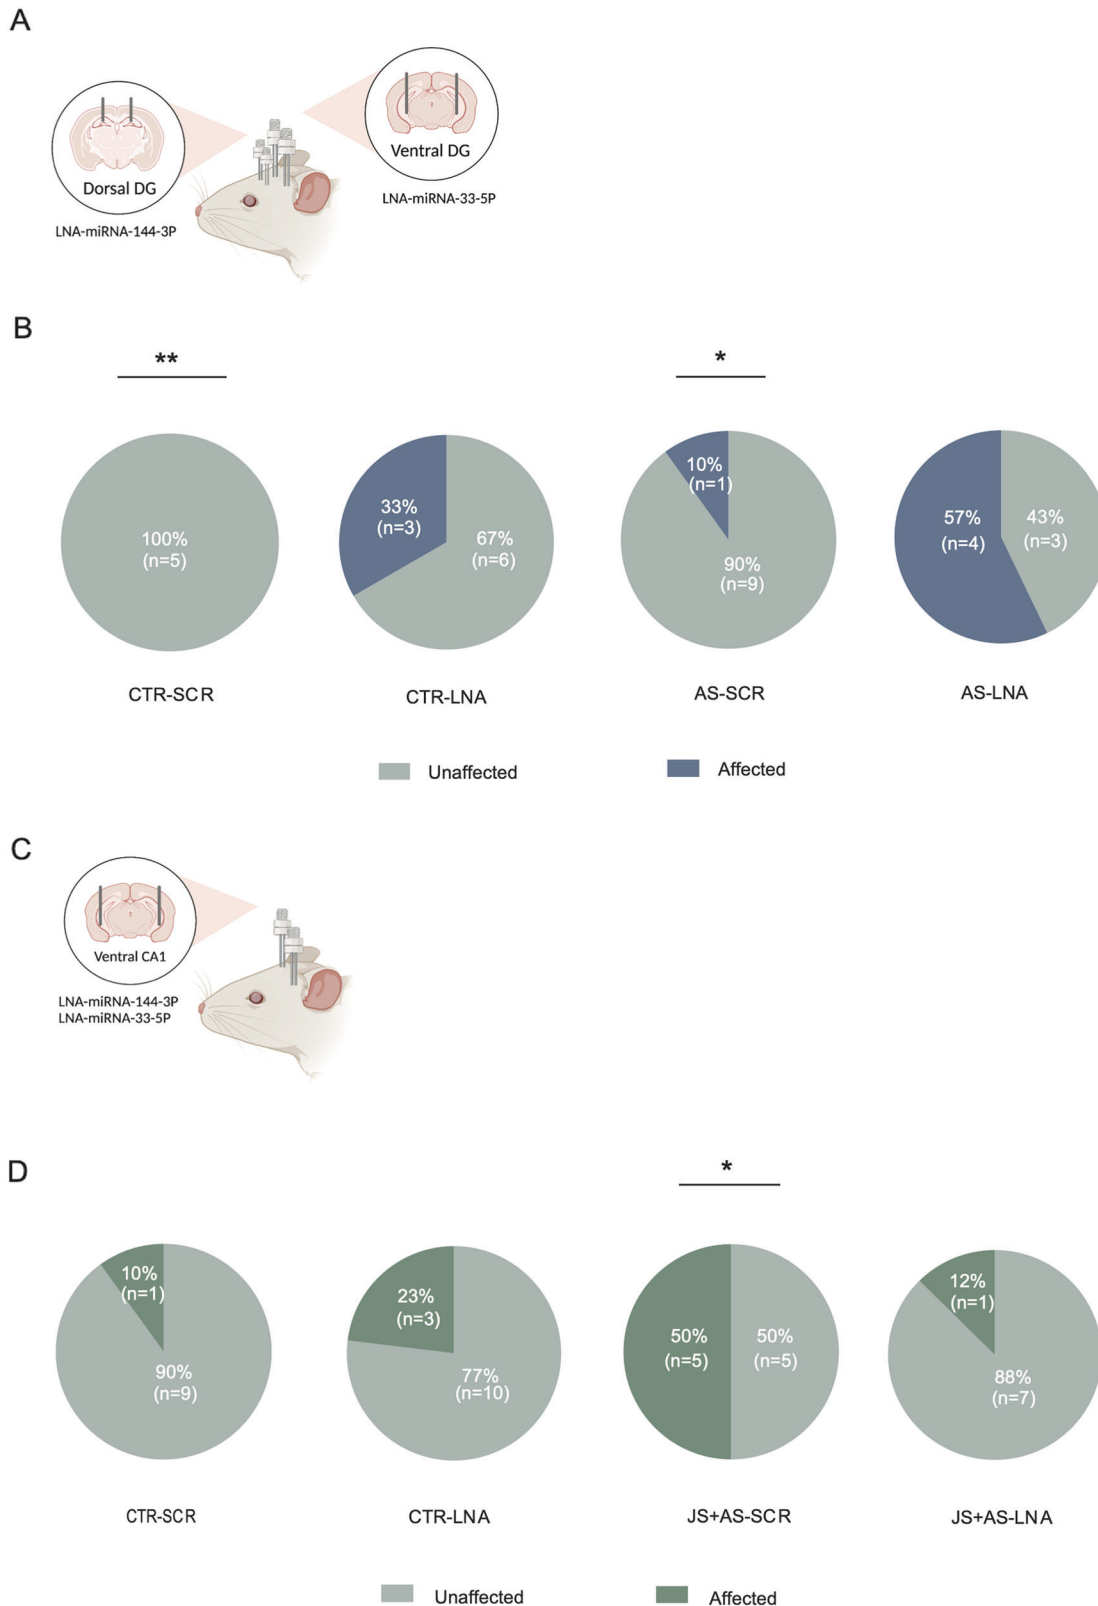 A
Dorsal DG
LNA-miRNA-144-3P
Ventral DG
LNA-miRNA-33-5P
B
**
*
100%
(n=5)
33%
(n=3)
67%
(n=6)
10%
(n=1)
90%
(n=9)
57%
(n=4)
43%
(n=3)
CTR-SCR
CTR-LNA
AS-SCR
AS-LNA
Unaffected
Affected
C
Ventral CA1
LNA-miRNA-144-3P
LNA-miRNA-33-5P
D
*
10%
(n=1)
90%
(n=9)
23%
(n=3)
77%
(n=10)
50%
(n=5)
50%
(n=5)
12%
(n=1)
88%
(n=7)
CTR-SCR
CTR-LNA
JS+AS-SCR
JS+AS-LNA
Unaffected
Affected